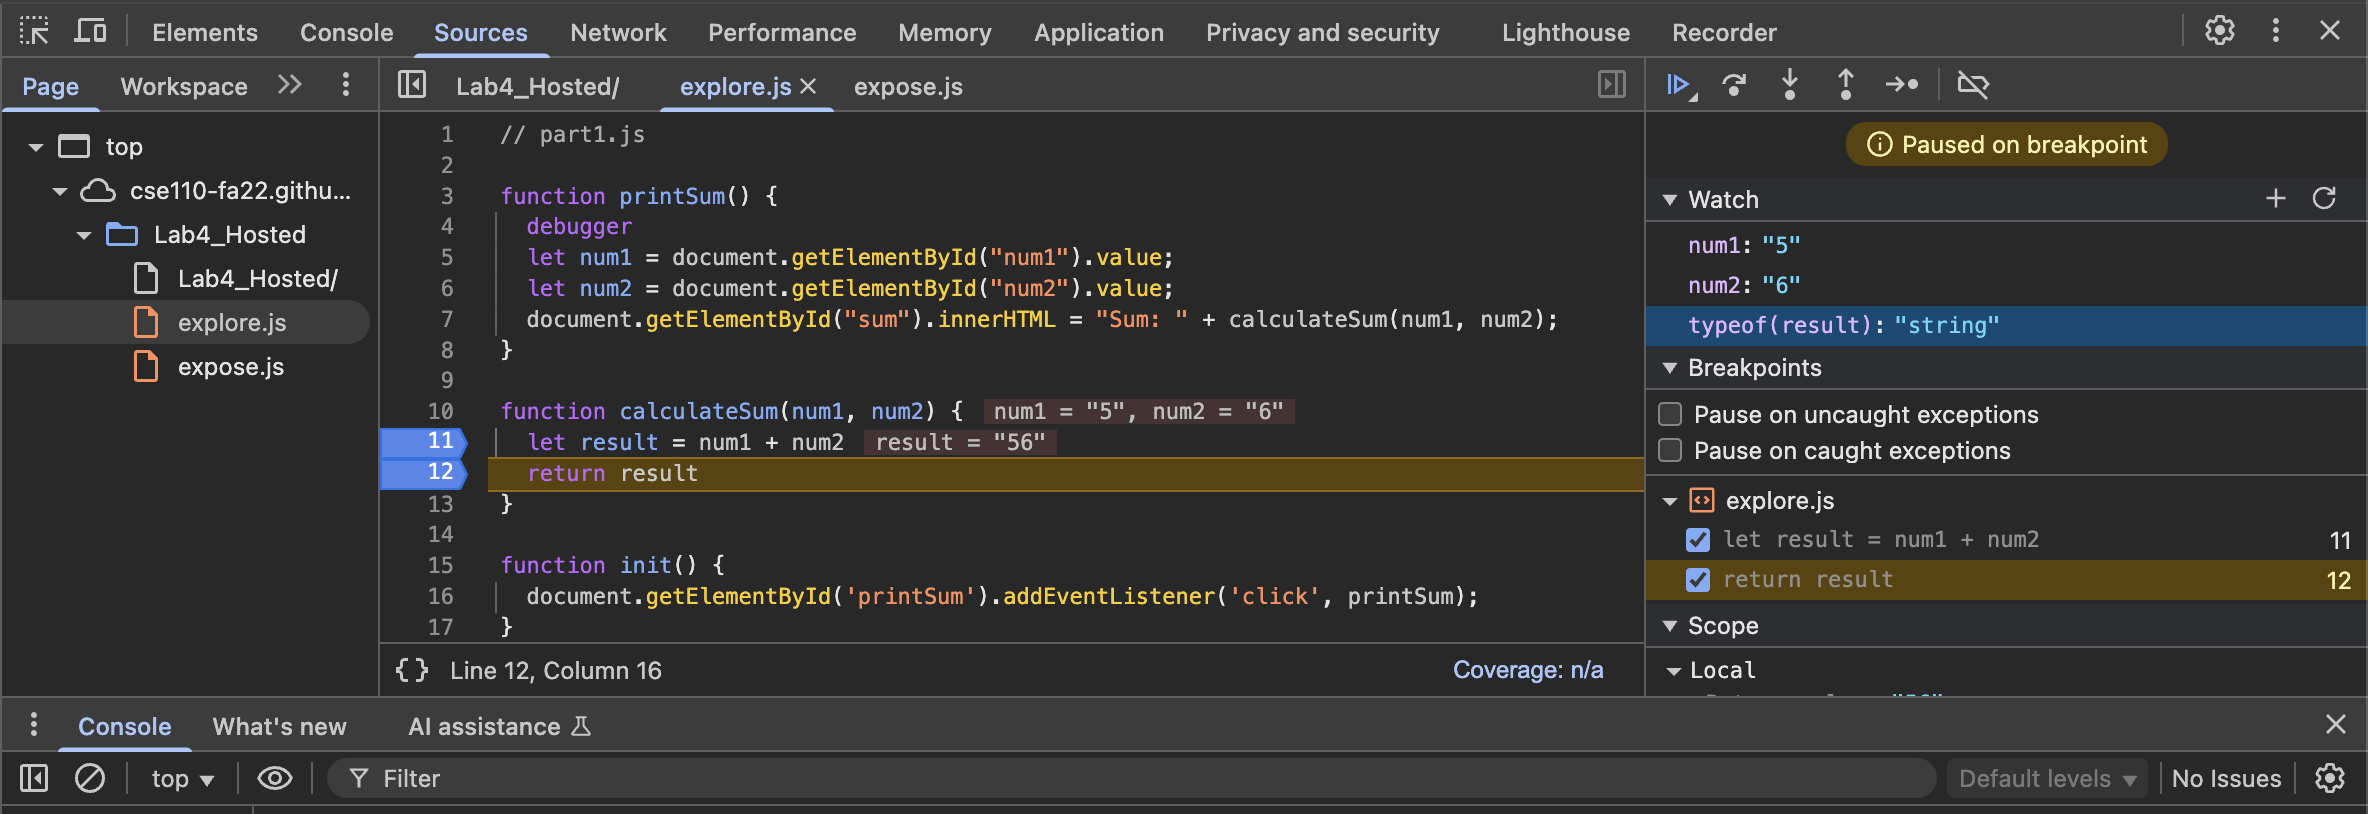 Elements Console Sources Network Performance Memory Application Privacy and security Lighthouse Recorder
Page Workspace
top
cse110-fa22.githu...
Lab4_Hosted
Lab4_Hosted/
explore.js
expose.js
Lab4_Hosted/ explore.js expose.js
1 // part1.js
2
3 function printSum() {
4 debugger
5 let num1 = document.getElementById("num1").value;
6 let num2 = document.getElementById("num2").value;
7 document.getElementById("sum").innerHTML = "Sum: " + calculateSum(num1, num2);
8 }
9
10 function calculateSum(num1, num2) { num1 = "5", num2 = "6"
11 let result = num1 + num2 result = "56"
12 return result
13 }
14
15 function init() {
16 document.getElementById('printSum').addEventListener('click', printSum);
17 }
{} Line 12, Column 16 Coverage: n/a
Paused on breakpoint
Watch
num1: "5"
num2: "6"
typeof(result): "string"
Breakpoints
Pause on uncaught exceptions
Pause on caught exceptions
explore.js
let result = num1 + num2 11
return result 12
Scope
Local
Console What's new AI assistance
top Filter Default levels No Issues